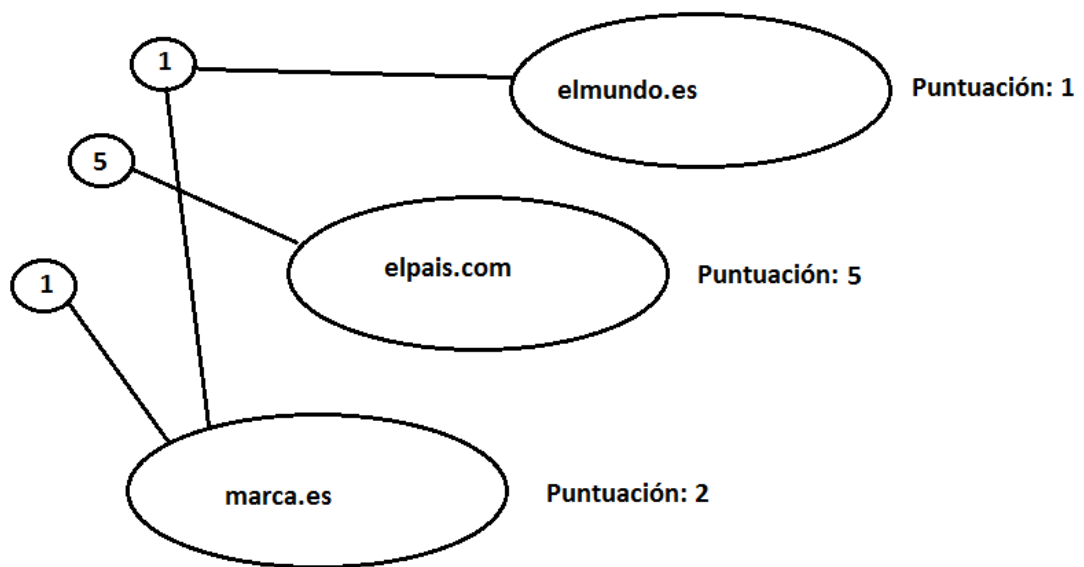 1
elmundo.es
Puntuación: 1
5
elpais.com
Puntuación: 5
1
marca.es
Puntuación: 2